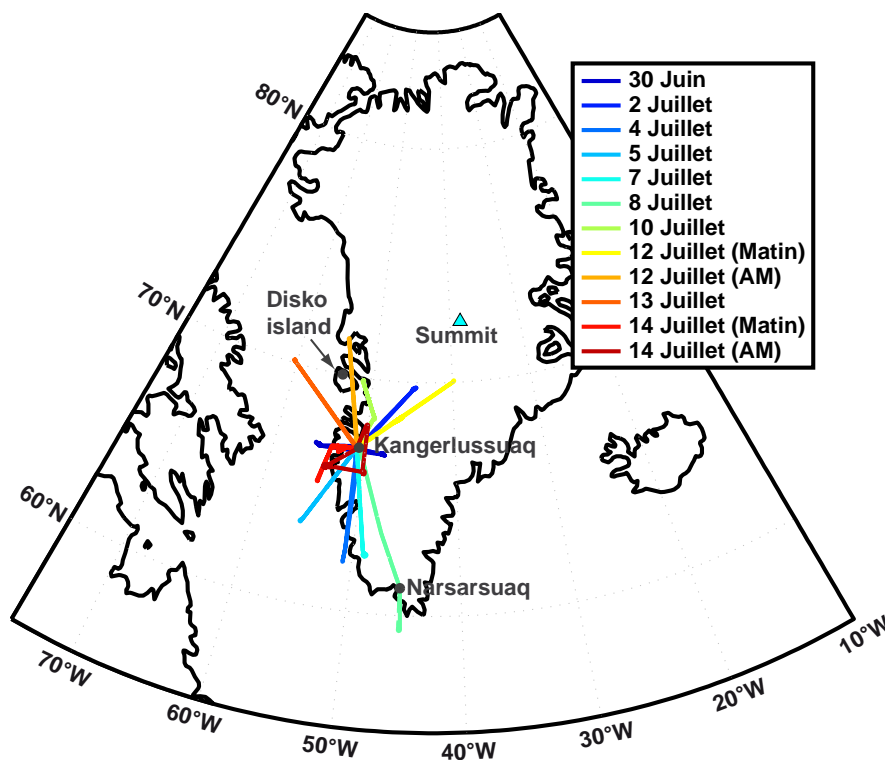 80°N
70°N
60°N
70°W
60°W
50°W
40°W
30°W
20°W
10°W
Disko
island
Summit
Kangerlussuaq
Narsarsuaq
30 Juin
2 Juillet
4 Juillet
5 Juillet
7 Juillet
8 Juillet
10 Juillet
12 Juillet (Matin)
12 Juillet (AM)
13 Juillet
14 Juillet (Matin)
14 Juillet (AM)